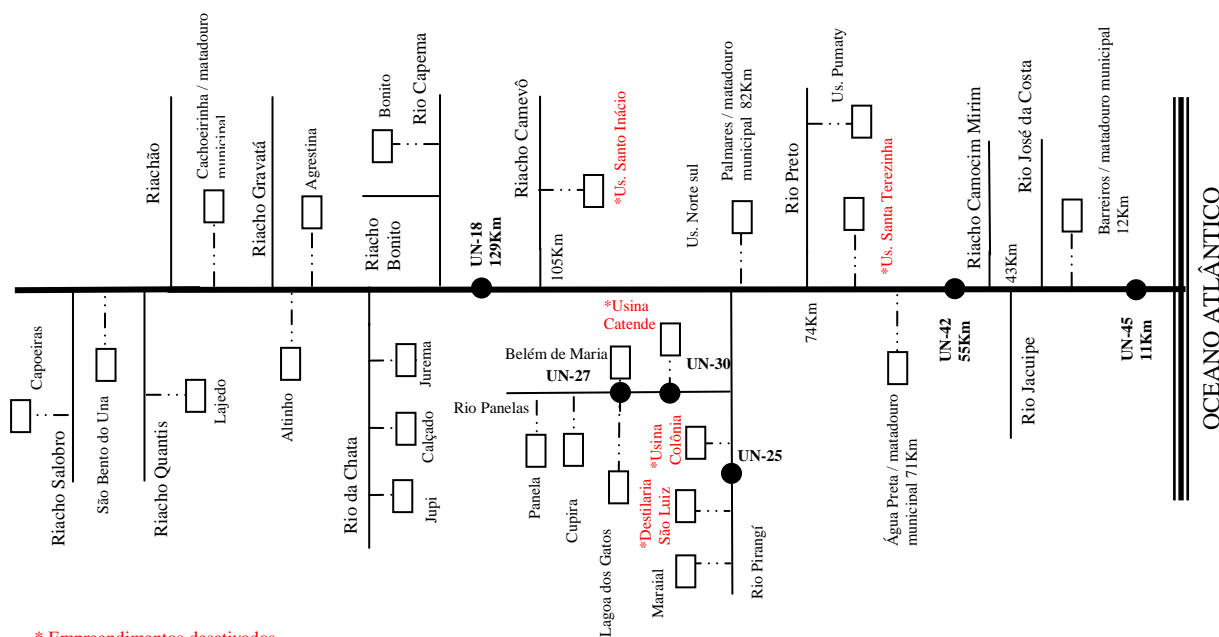 Capoeiras
Riacho Salobro
São Bento do Una
Riacho Quantis
Lajedo
Riachão
Cachoeirinha / matadouro
municipal
Riacho Gravatá
Agrestina
Altinho
Rio da Chata
Jupi
Calçado
Jurema
Riacho
Bonito
Bonito
Rio Capema
UN-18
129Km
Riacho Camevô
105Km
*Us. Santo Inácio
Rio Panelas
Panela
Cupira
Lagoa dos Gatos
Belém de Maria
UN-27
*Usina
Catende
UN-30
*Usina
Colônia
UN-25
*Destilaria
São Luiz
Maraial
Rio Pirangí
Us. Norte sul
Palmares / matadouro
municipal 82Km
Rio Preto
74Km
Us. Pumaty
*Us. Santa Terezinha
Água Preta / matadouro
municipal 71Km
UN-42
55Km
Riacho Camocim Mirim
43Km
Rio Jacuipe
Rio José da Costa
Barreiros / matadouro municipal
12Km
UN-45
11Km
OCEANO ATLÂNTICO
* Empreendimentos desativados